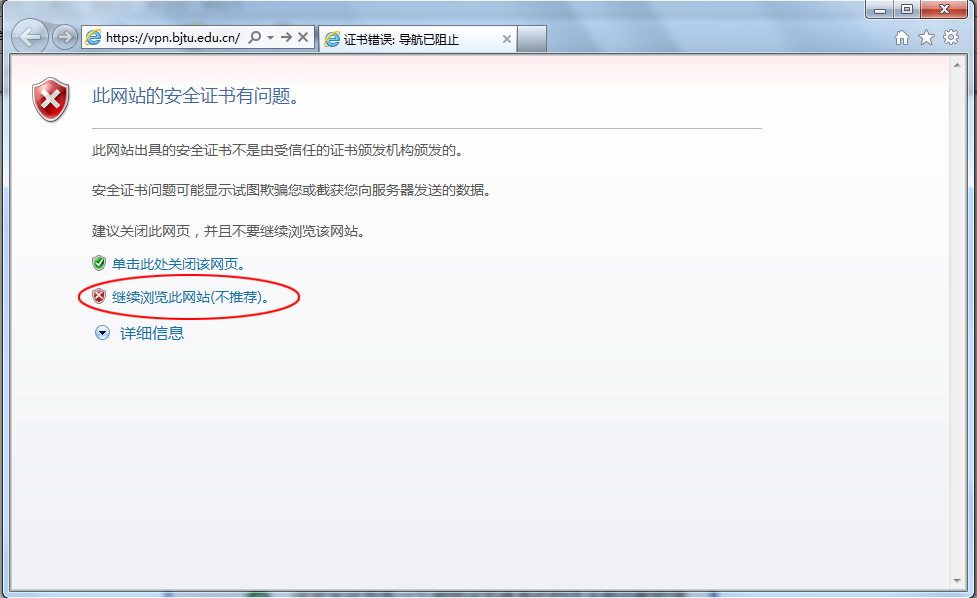 https://vpn.bjtu.edu.cn/
证书错误: 导航已阻止
此网站的安全证书有问题。
此网站出具的安全证书不是由受信任的证书颁发机构颁发的。
安全证书问题可能显示试图欺骗您或截获您向服务器发送的数据。
建议关闭此网页，并且不要继续浏览该网站。
单击此处关闭该网页。
继续浏览此网站(不推荐)。
详细信息